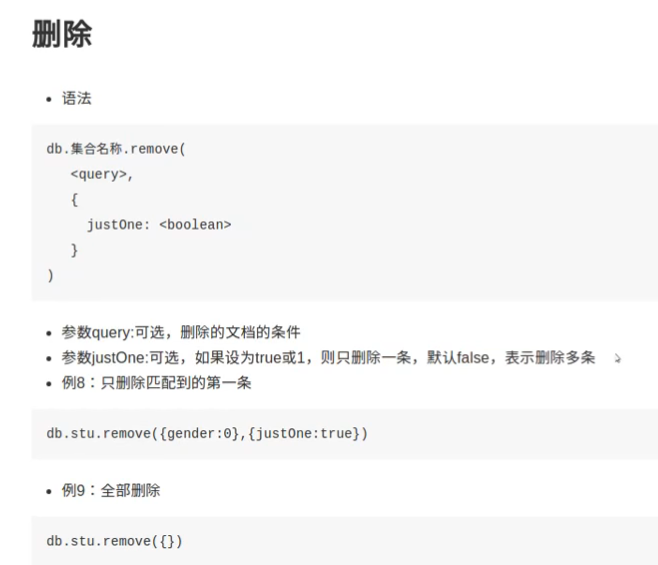 删除
语法
db.集合名称.remove(
<query>,
{
justOne: <boolean>
}
)
参数query:可选，删除的文档的条件
参数justOne:可选，如果设为true或1，则只删除一条，默认false，表示删除多条
例8：只删除匹配到的第一条
db.stu.remove({gender:0},{justOne:true})
例9：全部删除
db.stu.remove({})